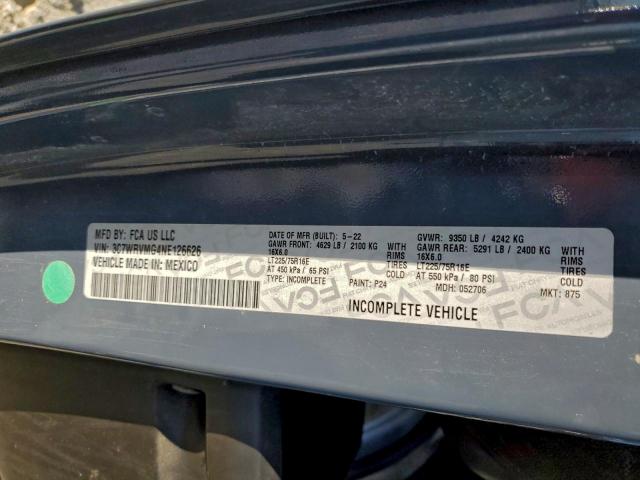 MFD BY: FCA US LLC
VIN: 3C7WRVMG4NE126626
VEHICLE MADE IN: MEXICO
DATE OF MFR (BUILT): 5-22
GAWR FRONT: 4629 LB / 2100 KG
16X6.0
LT225/75R16E
AT 450 kPa / 65 PSI
TYPE: INCOMPLETE
PAINT: P24
WITH
RIMS
TIRES
COLD
GVWR: 9350 LB / 4242 KG
GAWR REAR: 5291 LB / 2400 KG
16X6.0
LT225/75R16E
AT 550 kPa / 80 PSI
MDH: 052706
WITH
RIMS
TIRES
COLD
MKT: 875
INCOMPLETE VEHICLE